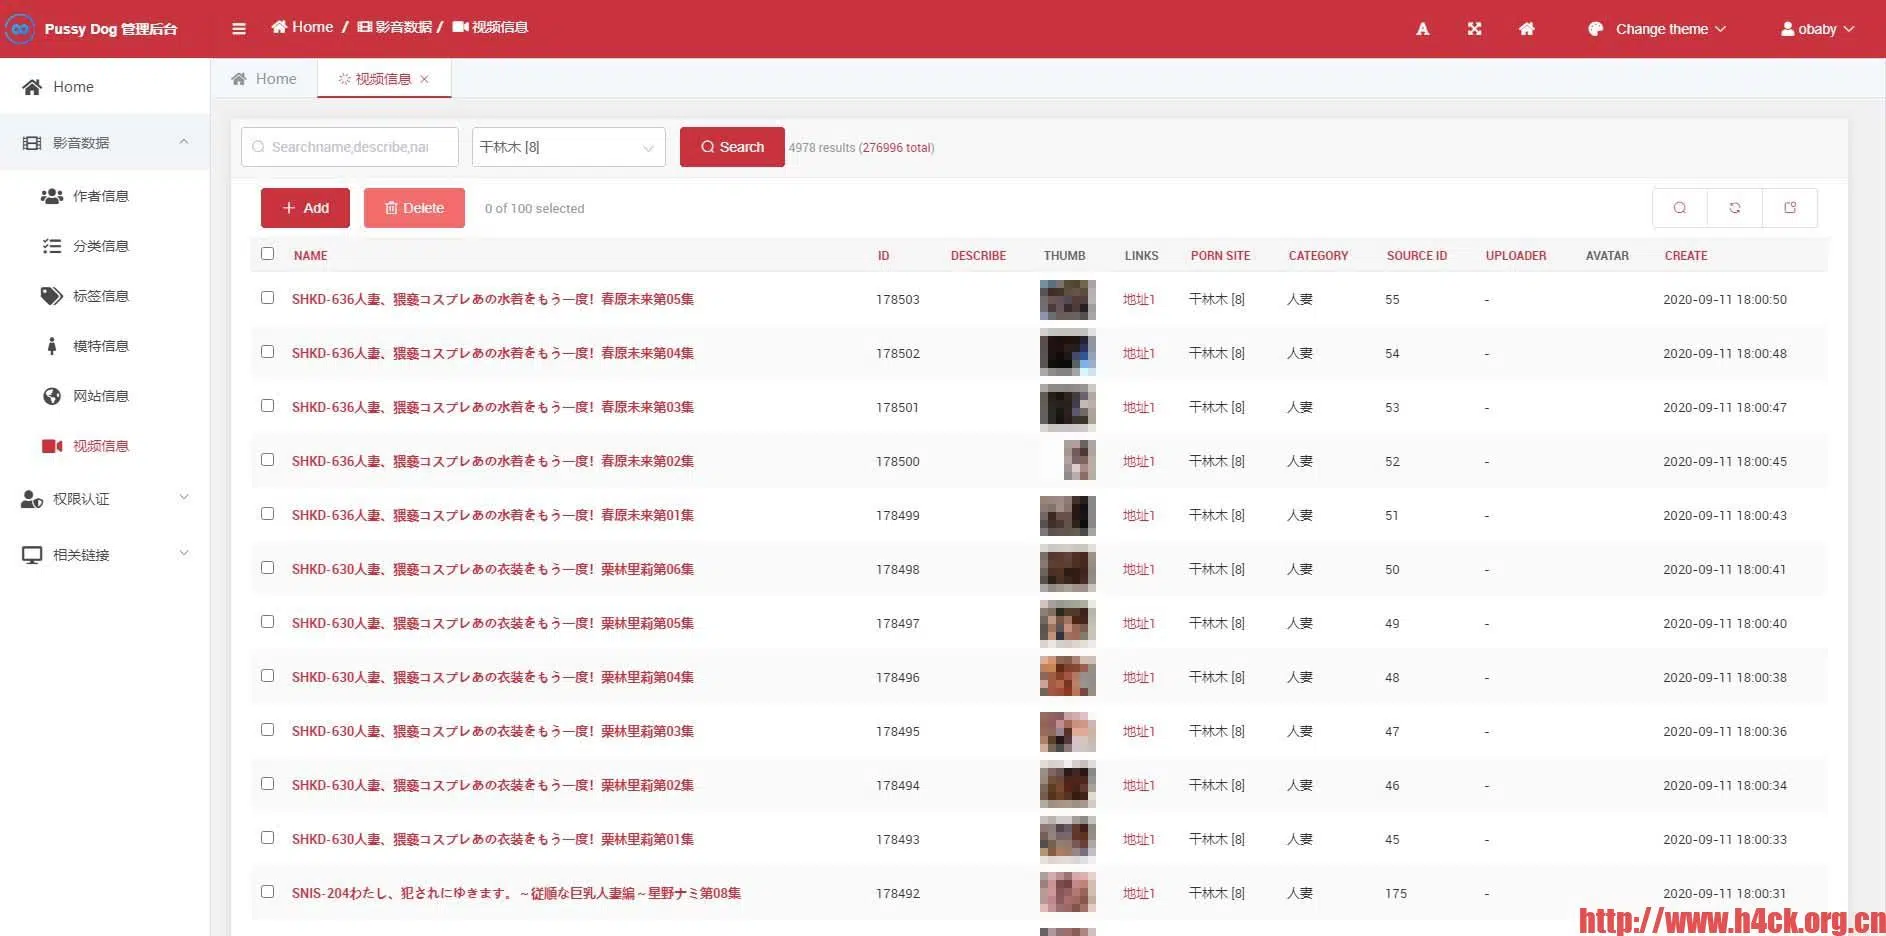 Pussy Dog 管理后台
Home / 影音数据 / 视频信息
Change theme
obaby
Home
影音数据
作者信息
分类信息
标签信息
模特信息
网站信息
视频信息
权限认证
相关链接
Home
视频信息
Searchname,describe,nai
干林木 [8]
Search
4978 results (276996 total)
Add
Delete
0 of 100 selected
NAME ID DESCRIBE THUMB LINKS PORN SITE CATEGORY SOURCE ID UPLOADER AVATAR CREATE
SHKD-636人妻、猥褻コスプレあの水着をもう一度！春原未来第05集 178503 地址1 干林木 [8] 人妻 55 - 2020-09-11 18:00:50
SHKD-636人妻、猥褻コスプレあの水着をもう一度！春原未来第04集 178502 地址1 干林木 [8] 人妻 54 - 2020-09-11 18:00:48
SHKD-636人妻、猥褻コスプレあの水着をもう一度！春原未来第03集 178501 地址1 干林木 [8] 人妻 53 - 2020-09-11 18:00:47
SHKD-636人妻、猥褻コスプレあの水着をもう一度！春原未来第02集 178500 地址1 干林木 [8] 人妻 52 - 2020-09-11 18:00:45
SHKD-636人妻、猥褻コスプレあの水着をもう一度！春原未来第01集 178499 地址1 干林木 [8] 人妻 51 - 2020-09-11 18:00:43
SHKD-630人妻、猥褻コスプレあの衣装をもう一度！栗林里莉第06集 178498 地址1 干林木 [8] 人妻 50 - 2020-09-11 18:00:41
SHKD-630人妻、猥褻コスプレあの衣装をもう一度！栗林里莉第05集 178497 地址1 干林木 [8] 人妻 49 - 2020-09-11 18:00:40
SHKD-630人妻、猥褻コスプレあの衣装をもう一度！栗林里莉第04集 178496 地址1 干林木 [8] 人妻 48 - 2020-09-11 18:00:38
SHKD-630人妻、猥褻コスプレあの衣装をもう一度！栗林里莉第03集 178495 地址1 干林木 [8] 人妻 47 - 2020-09-11 18:00:36
SHKD-630人妻、猥褻コスプレあの衣装をもう一度！栗林里莉第02集 178494 地址1 干林木 [8] 人妻 46 - 2020-09-11 18:00:34
SHKD-630人妻、猥褻コスプレあの衣装をもう一度！栗林里莉第01集 178493 地址1 干林木 [8] 人妻 45 - 2020-09-11 18:00:33
SNIS-204わたし、犯されにゆきます。～従順な巨乳人妻編～星野ナミ第08集 178492 地址1 干林木 [8] 人妻 175 - 2020-09-11 18:00:31
http://www.h4ck.org.cn